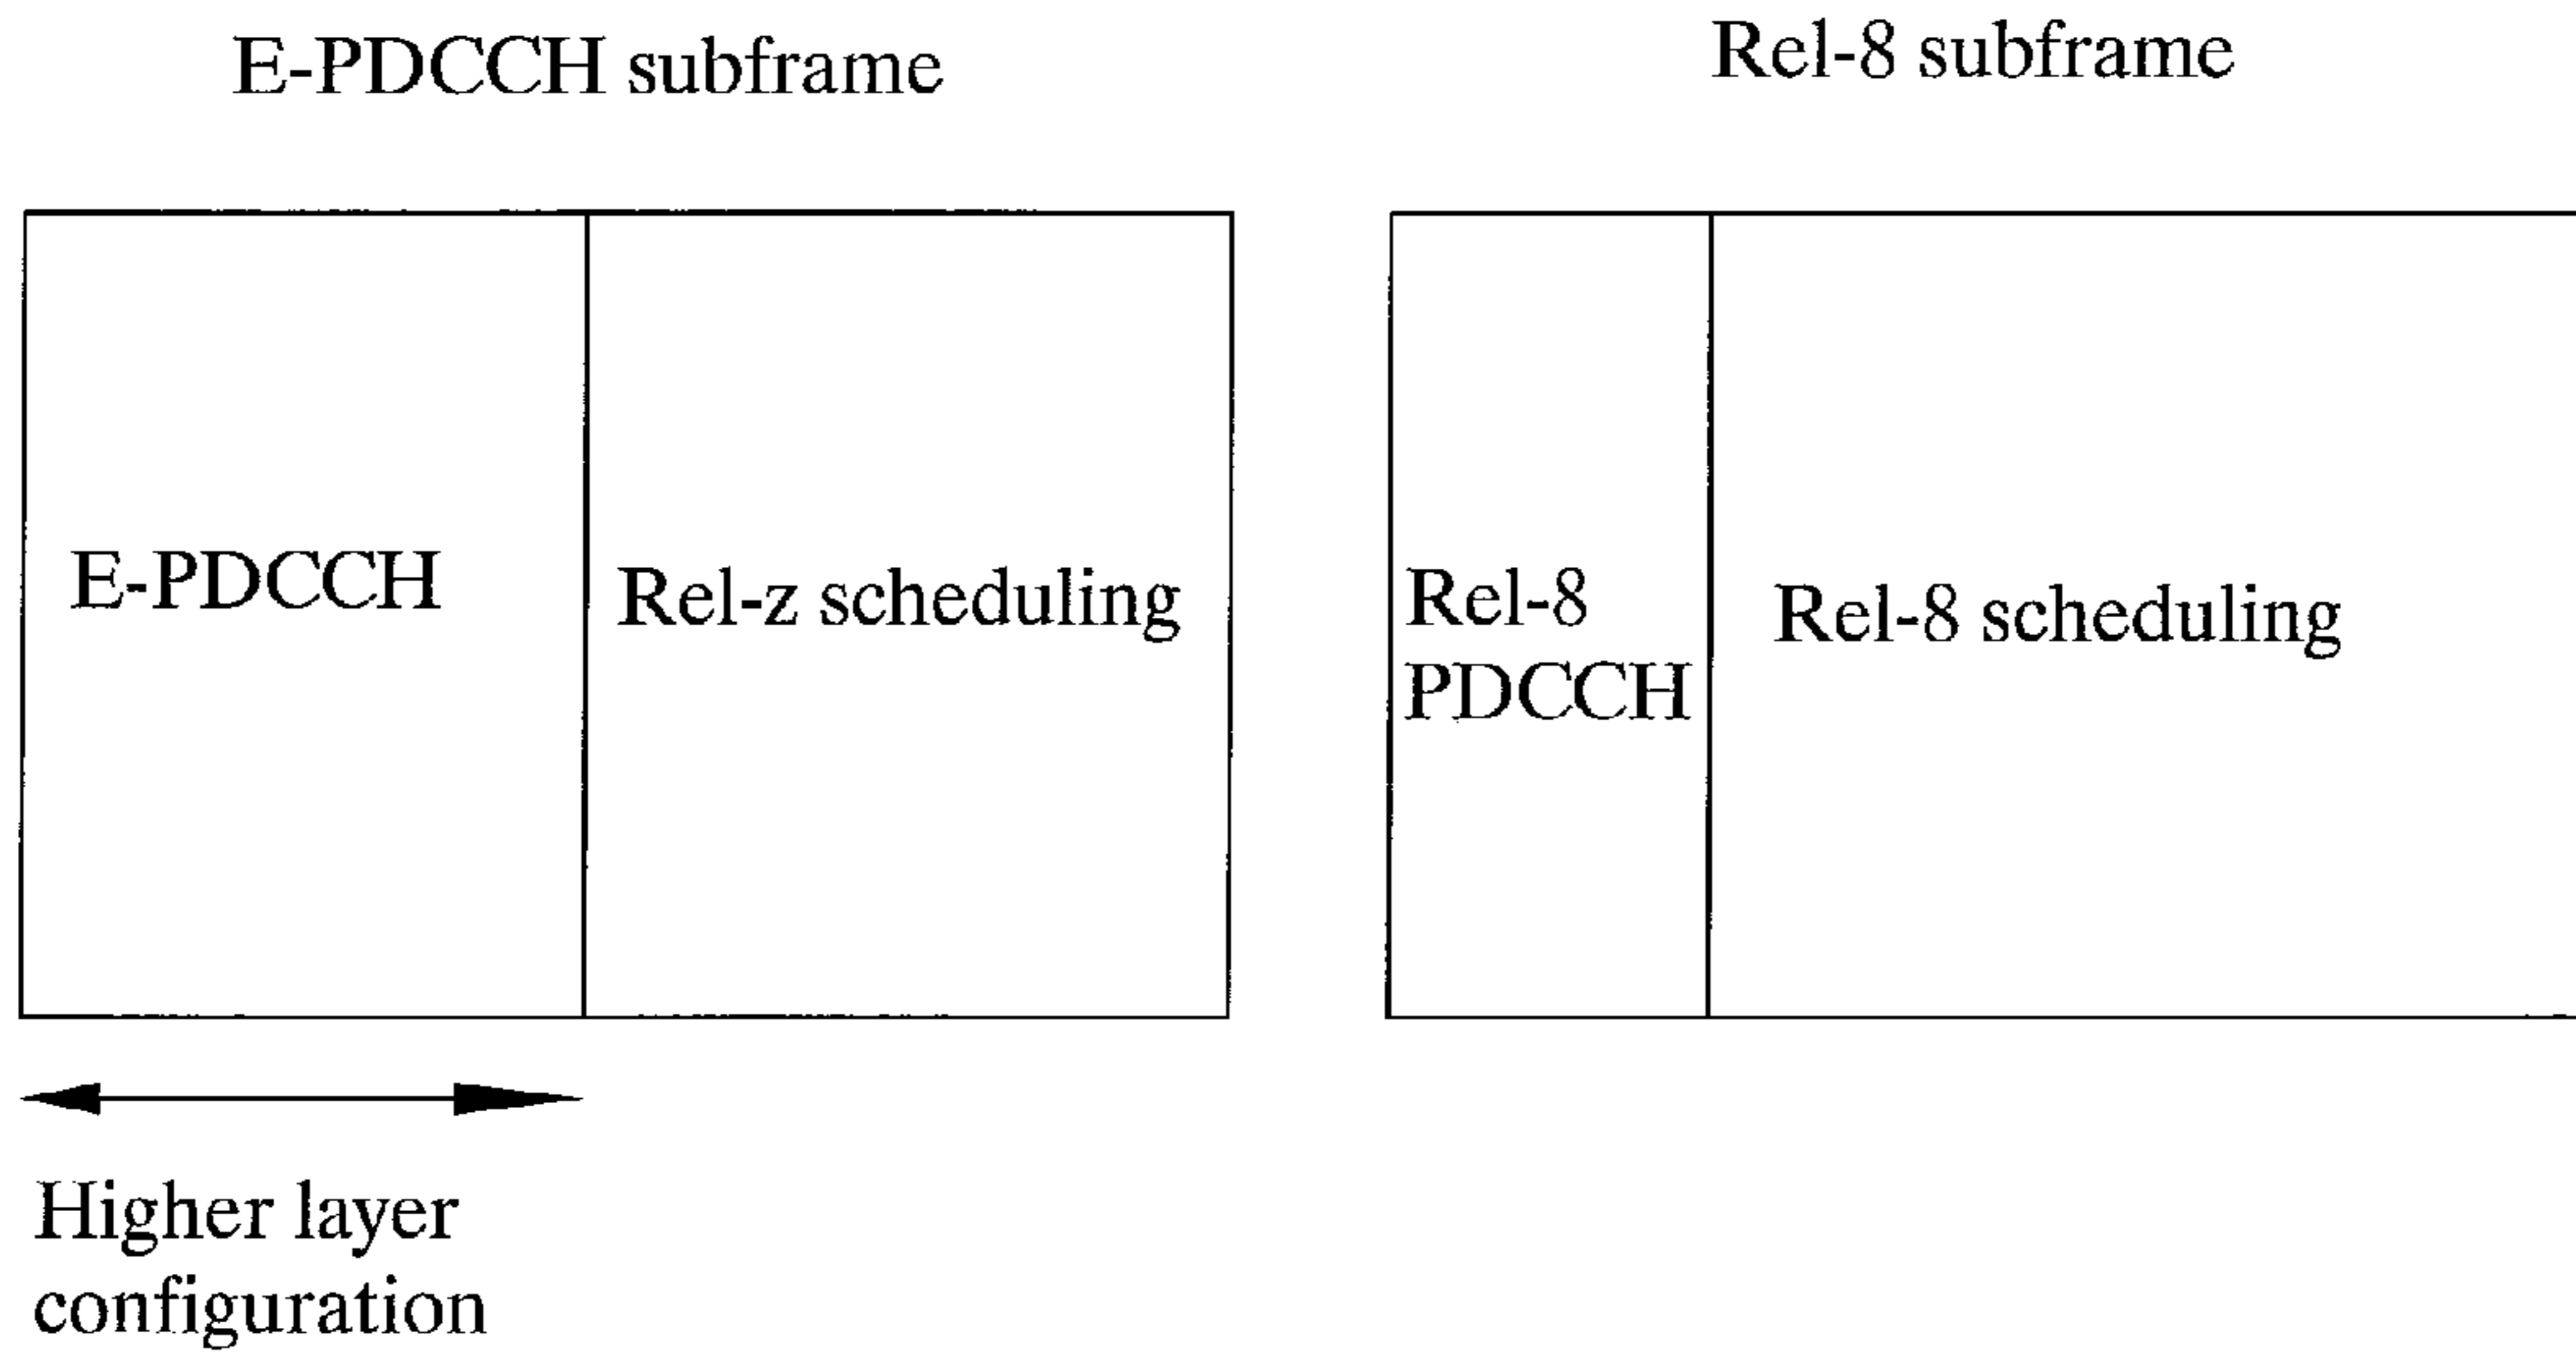 E-PDCCH subframe
Rel-8 subframe
E-PDCCH
Rel-z scheduling
Rel-8
PDCCH
Rel-8 scheduling
Higher layer
configuration